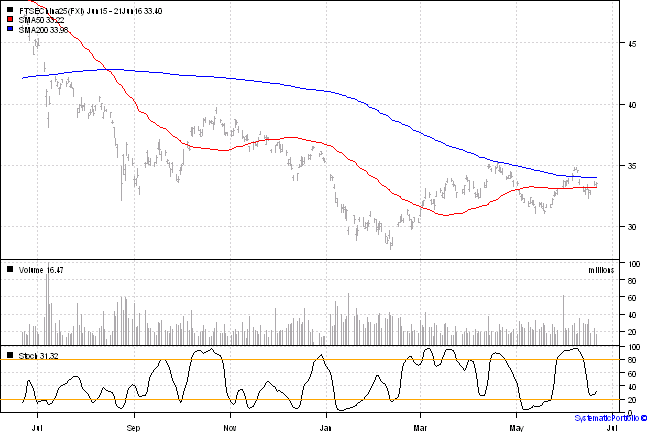 FTSEChina25 (FXI) Jun 15 - 21Jun16 33.40
SMA50 33.22
SMA200 33.98
45
40
35
30
Volume 16.47
millions
100
80
60
40
20
Stoch 31.32
100
80
60
40
20
0
Jul Sep Nov Jan Mar May Jul
SystematicPortfolio ©